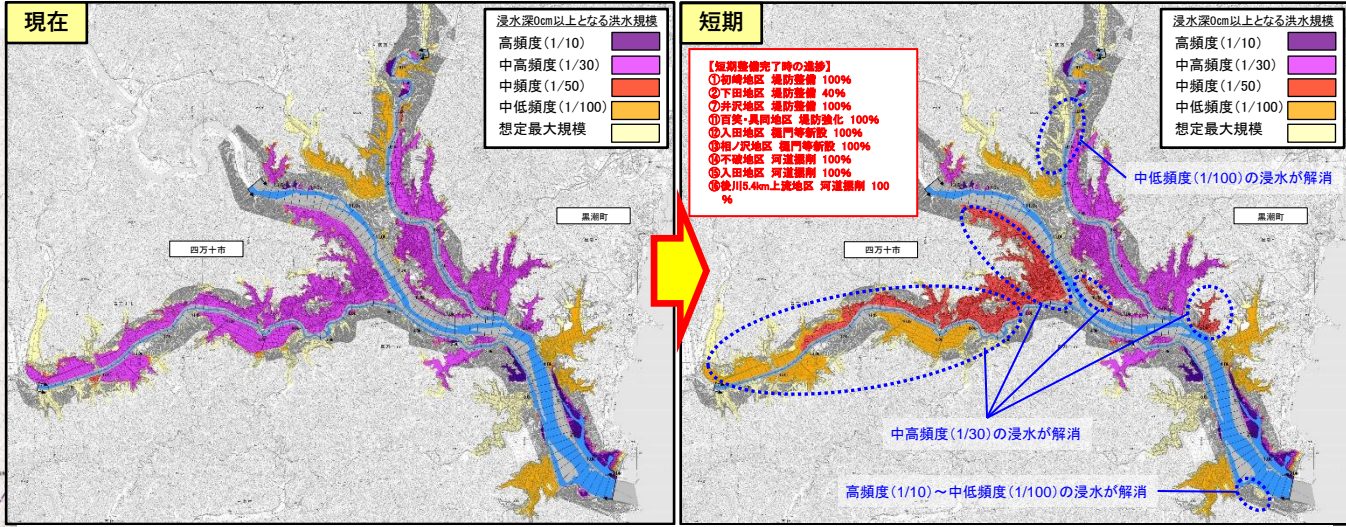 現在
浸水深0cm以上となる洪水規模
高頻度(1/10)
中高頻度(1/30)
中頻度(1/50)
中低頻度(1/100)
想定最大規模
黒潮町
四万十市
短期
浸水深0cm以上となる洪水規模
高頻度(1/10)
中高頻度(1/30)
中頻度(1/50)
中低頻度(1/100)
想定最大規模
【短期整備完了時の進捗】
①初崎地区 堤防整備 100%
②下田地区 堤防整備 40%
⑦井沢地区 堤防整備 100%
⑪百笑・具同地区 堤防強化 100%
⑫入田地区 樋門等新設 100%
⑬相ノ沢地区 樋門等新設 100%
⑭不破地区 河道掘削 100%
⑮入田地区 河道掘削 100%
⑯後川5.4km上流地区 河道掘削 100
%
中低頻度(1/100)の浸水が解消
黒潮町
四万十市
中高頻度(1/30)の浸水が解消
高頻度(1/10)～中低頻度(1/100)の浸水が解消